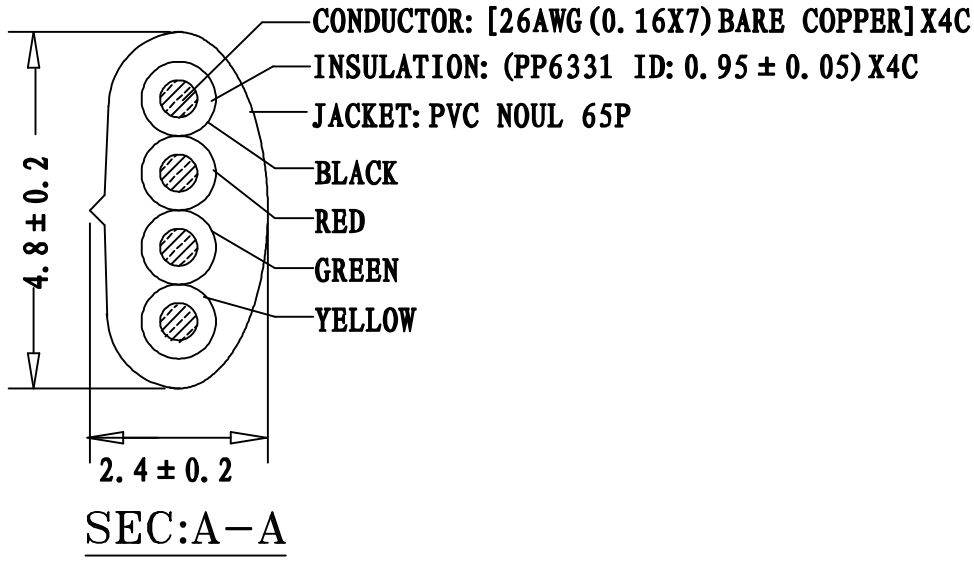 CONDUCTOR: [26AWG(0.16X7)BARE COPPER]X4C
INSULATION: (PP6331 ID:0.95±0.05)X4C
JACKET:PVC NOUL 65P
BLACK
RED
GREEN
YELLOW
4.8±0.2
2.4±0.2
SEC:A-A